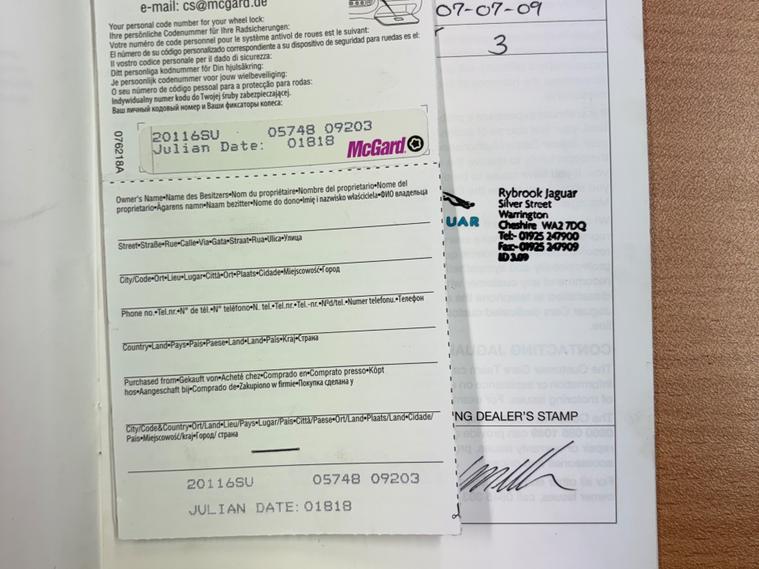 e-mail: cs@mcgard.de
Your personal code number for your wheel lock:
Ihre persönliche Codenummer für Ihre Radsicherungen:
Votre numéro de code personnel pour le système antivol de roues est le suivant:
El número de su código personalizado correspondiente a su dispositivo de seguridad para ruedas es el:
Il vostro codice personale per il dado di sicurezza:
Ditt personliga kodnummer för Din hjulsäkring:
Je persoonlijk codenummer voor jouw wielbeveiliging:
O seu número de código pessoal para a protecção para rodas:
Indywidualny numer kodu do Twojej śruby zabezpieczającej.
Ваш личный кодовый номер и Ваши фиксаторы колеса:
076218A
20116SU 05748 09203
Julian Date: 01818 McGard
Owner's Name•Name des Besitzers•Nom du propriétaire•Nombre del proprietario•Nome del
proprietario•Ägarens namn•Naam bezitter•Nome do dono•Imię i nazwisko właściciela•ФИО владельца
Street•Straße•Rue•Calle•Via•Gata•Straat•Rua•Ulica•Улица
City/Code•Ort•Lieu•Lugar•Città•Ort•Plaats•Cidade•Miejscowość•Город
Phone no.•Tel.nr.•N° de tél.•N° teléfono•N. tel.•Tel.nr.•Tel.-nr.•Nºd/tel.•Numer telefonu.•Телефон
Country•Land•Pays•País•Paese•Land•Land•País•Kraj•Страна
Purchased from•Gekauft von•Acheté chez•Comprado en•Comprato presso•Köpt
hos•Aangeschaft bij•Comprado de•Zakupiono w firmie•Покупка сделана у
City/Code&Country•Ort/Land•Lieu/Pays•Lugar/País•Città/Paese•Ort/Land•Plaats/Land•Cidade/
País•Miejscowość/kraj•Город/ страна
20116SU 05748 09203
JULIAN DATE: 01818
07-07-09
3
UAR
Rybrook Jaguar
Silver Street
Warrington
Cheshire WA2 7DQ
Tel:- 01925 247900
Fax:- 01925 247909
ID 3.09
NG DEALER'S STAMP